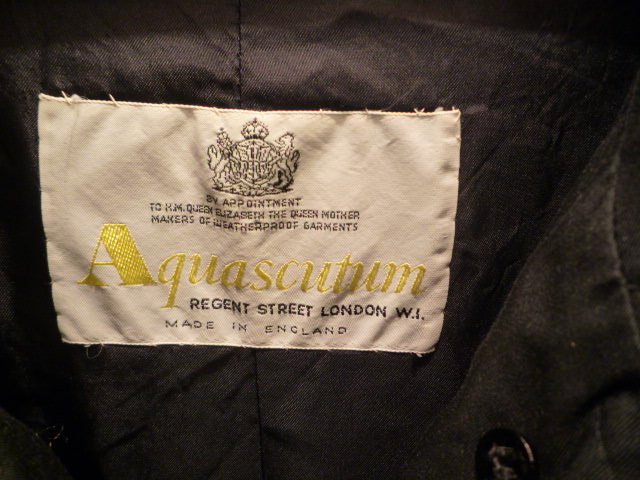 BY APPOINTMENT
TO H.M. QUEEN ELIZABETH THE QUEEN MOTHER
MAKERS OF WEATHERPROOF GARMENTS
Aquascutum
REGENT STREET LONDON W.I.
MADE IN ENGLAND